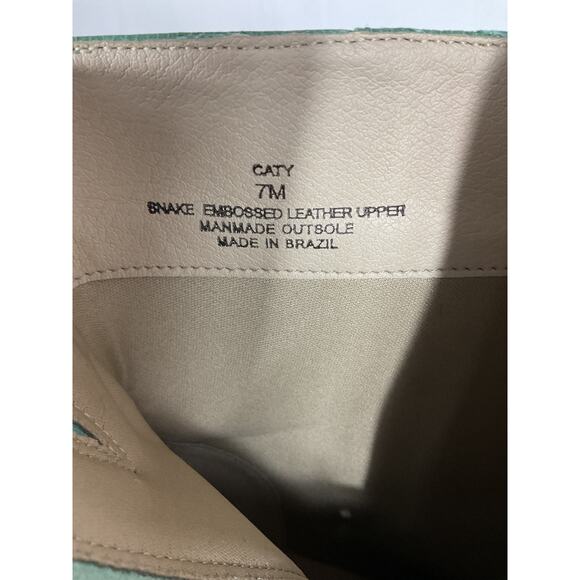 CATY
7M
SNAKE EMBOSSED LEATHER UPPER
MANMADE OUTSOLE
MADE IN BRAZIL